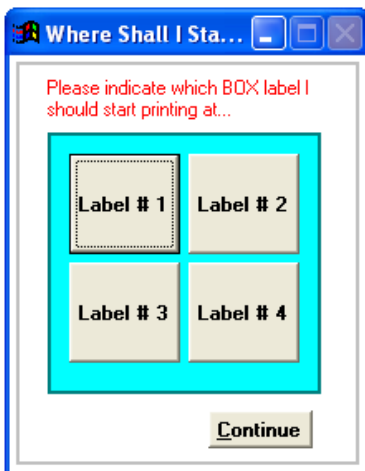 Where Shall I Sta...
Please indicate which BOX label I
should start printing at...
Label # 1 Label # 2
Label # 3 Label # 4
Continue